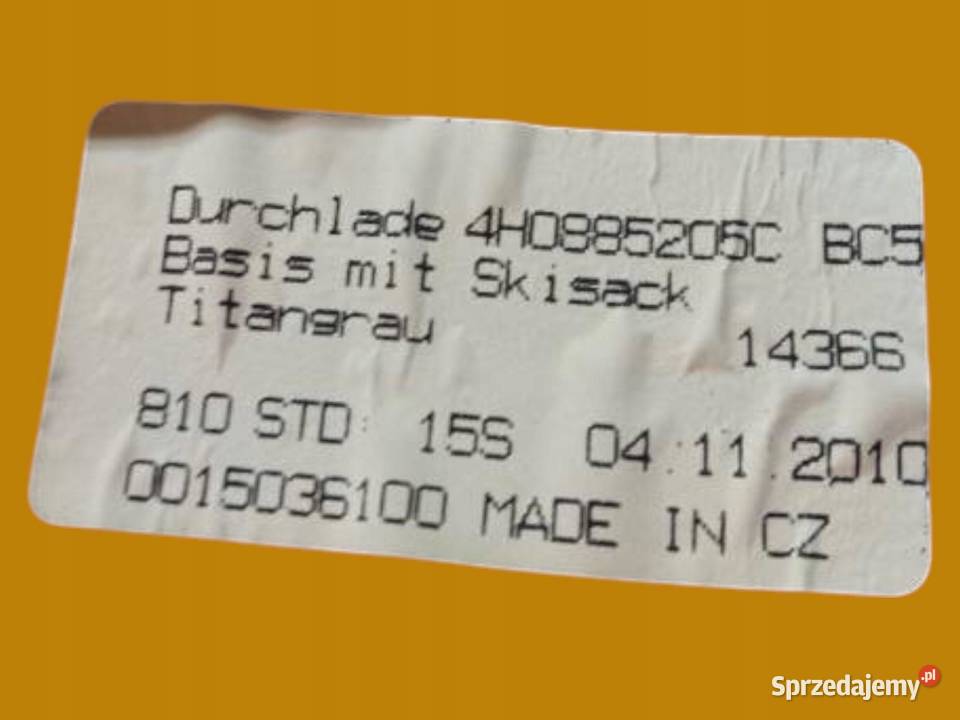 Durchlade 4H0885205C BC5
Basis mit Skisack
Titangrau
14366
810 STD: 15S 04.11.2010
0015036100 MADE IN CZ
Sprzedajemy.pl